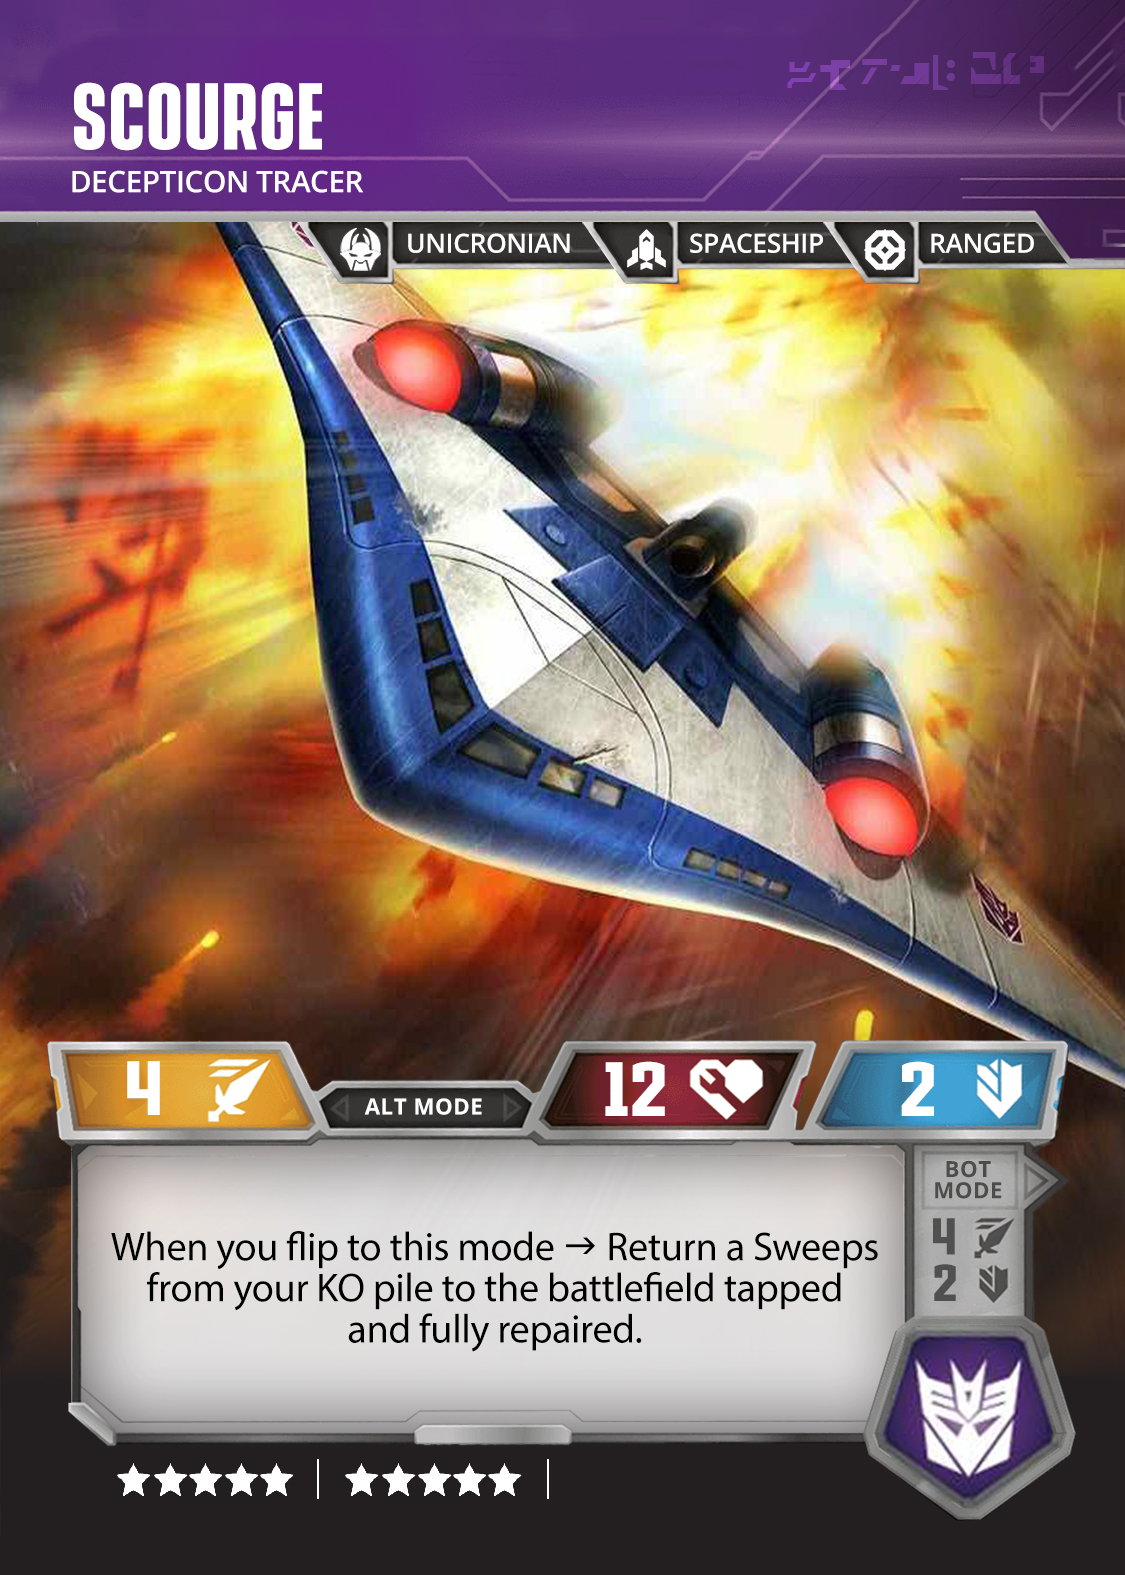 SCOURGE
DECEPTICON TRACER
UNICRONIAN SPACESHIP RANGED
4 ALT MODE 12 2
BOT
MODE
4
2
When you flip to this mode → Return a Sweeps
from your KO pile to the battlefield tapped
and fully repaired.